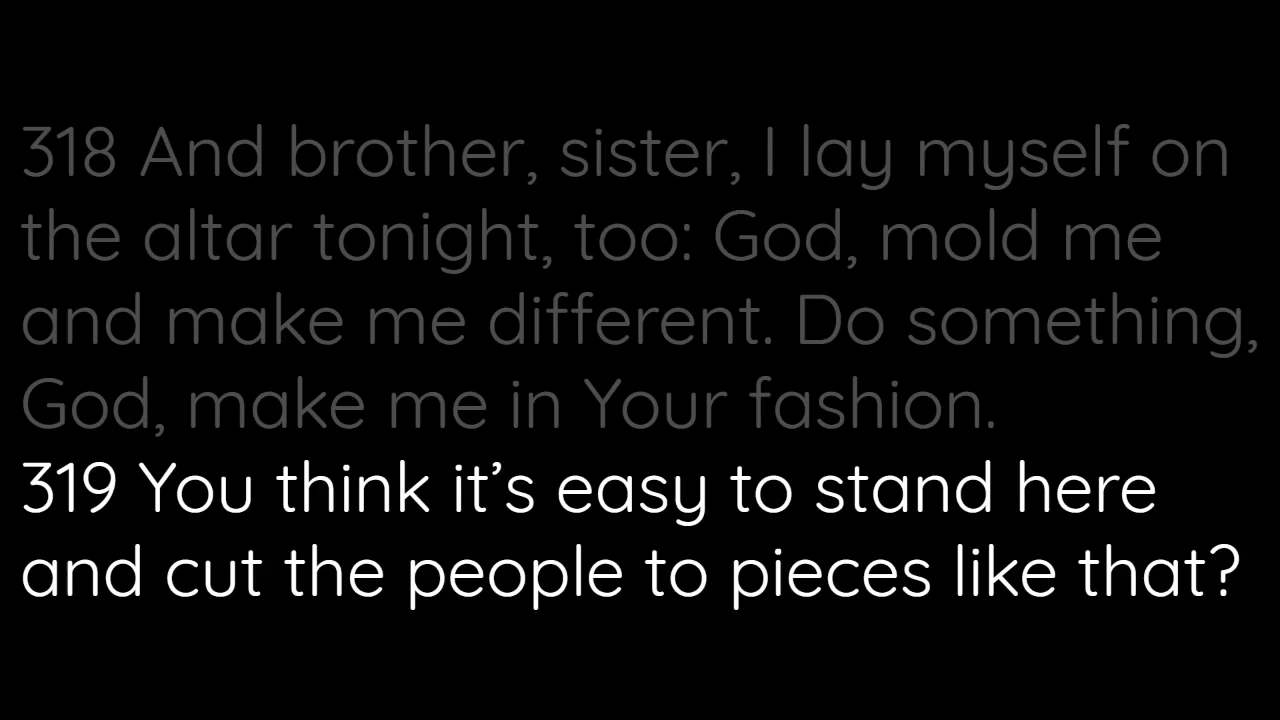 318 And brother, sister, I lay myself on
the altar tonight, too: God, mold me
and make me different. Do something,
God, make me in Your fashion.
319 You think it’s easy to stand here
and cut the people to pieces like that?